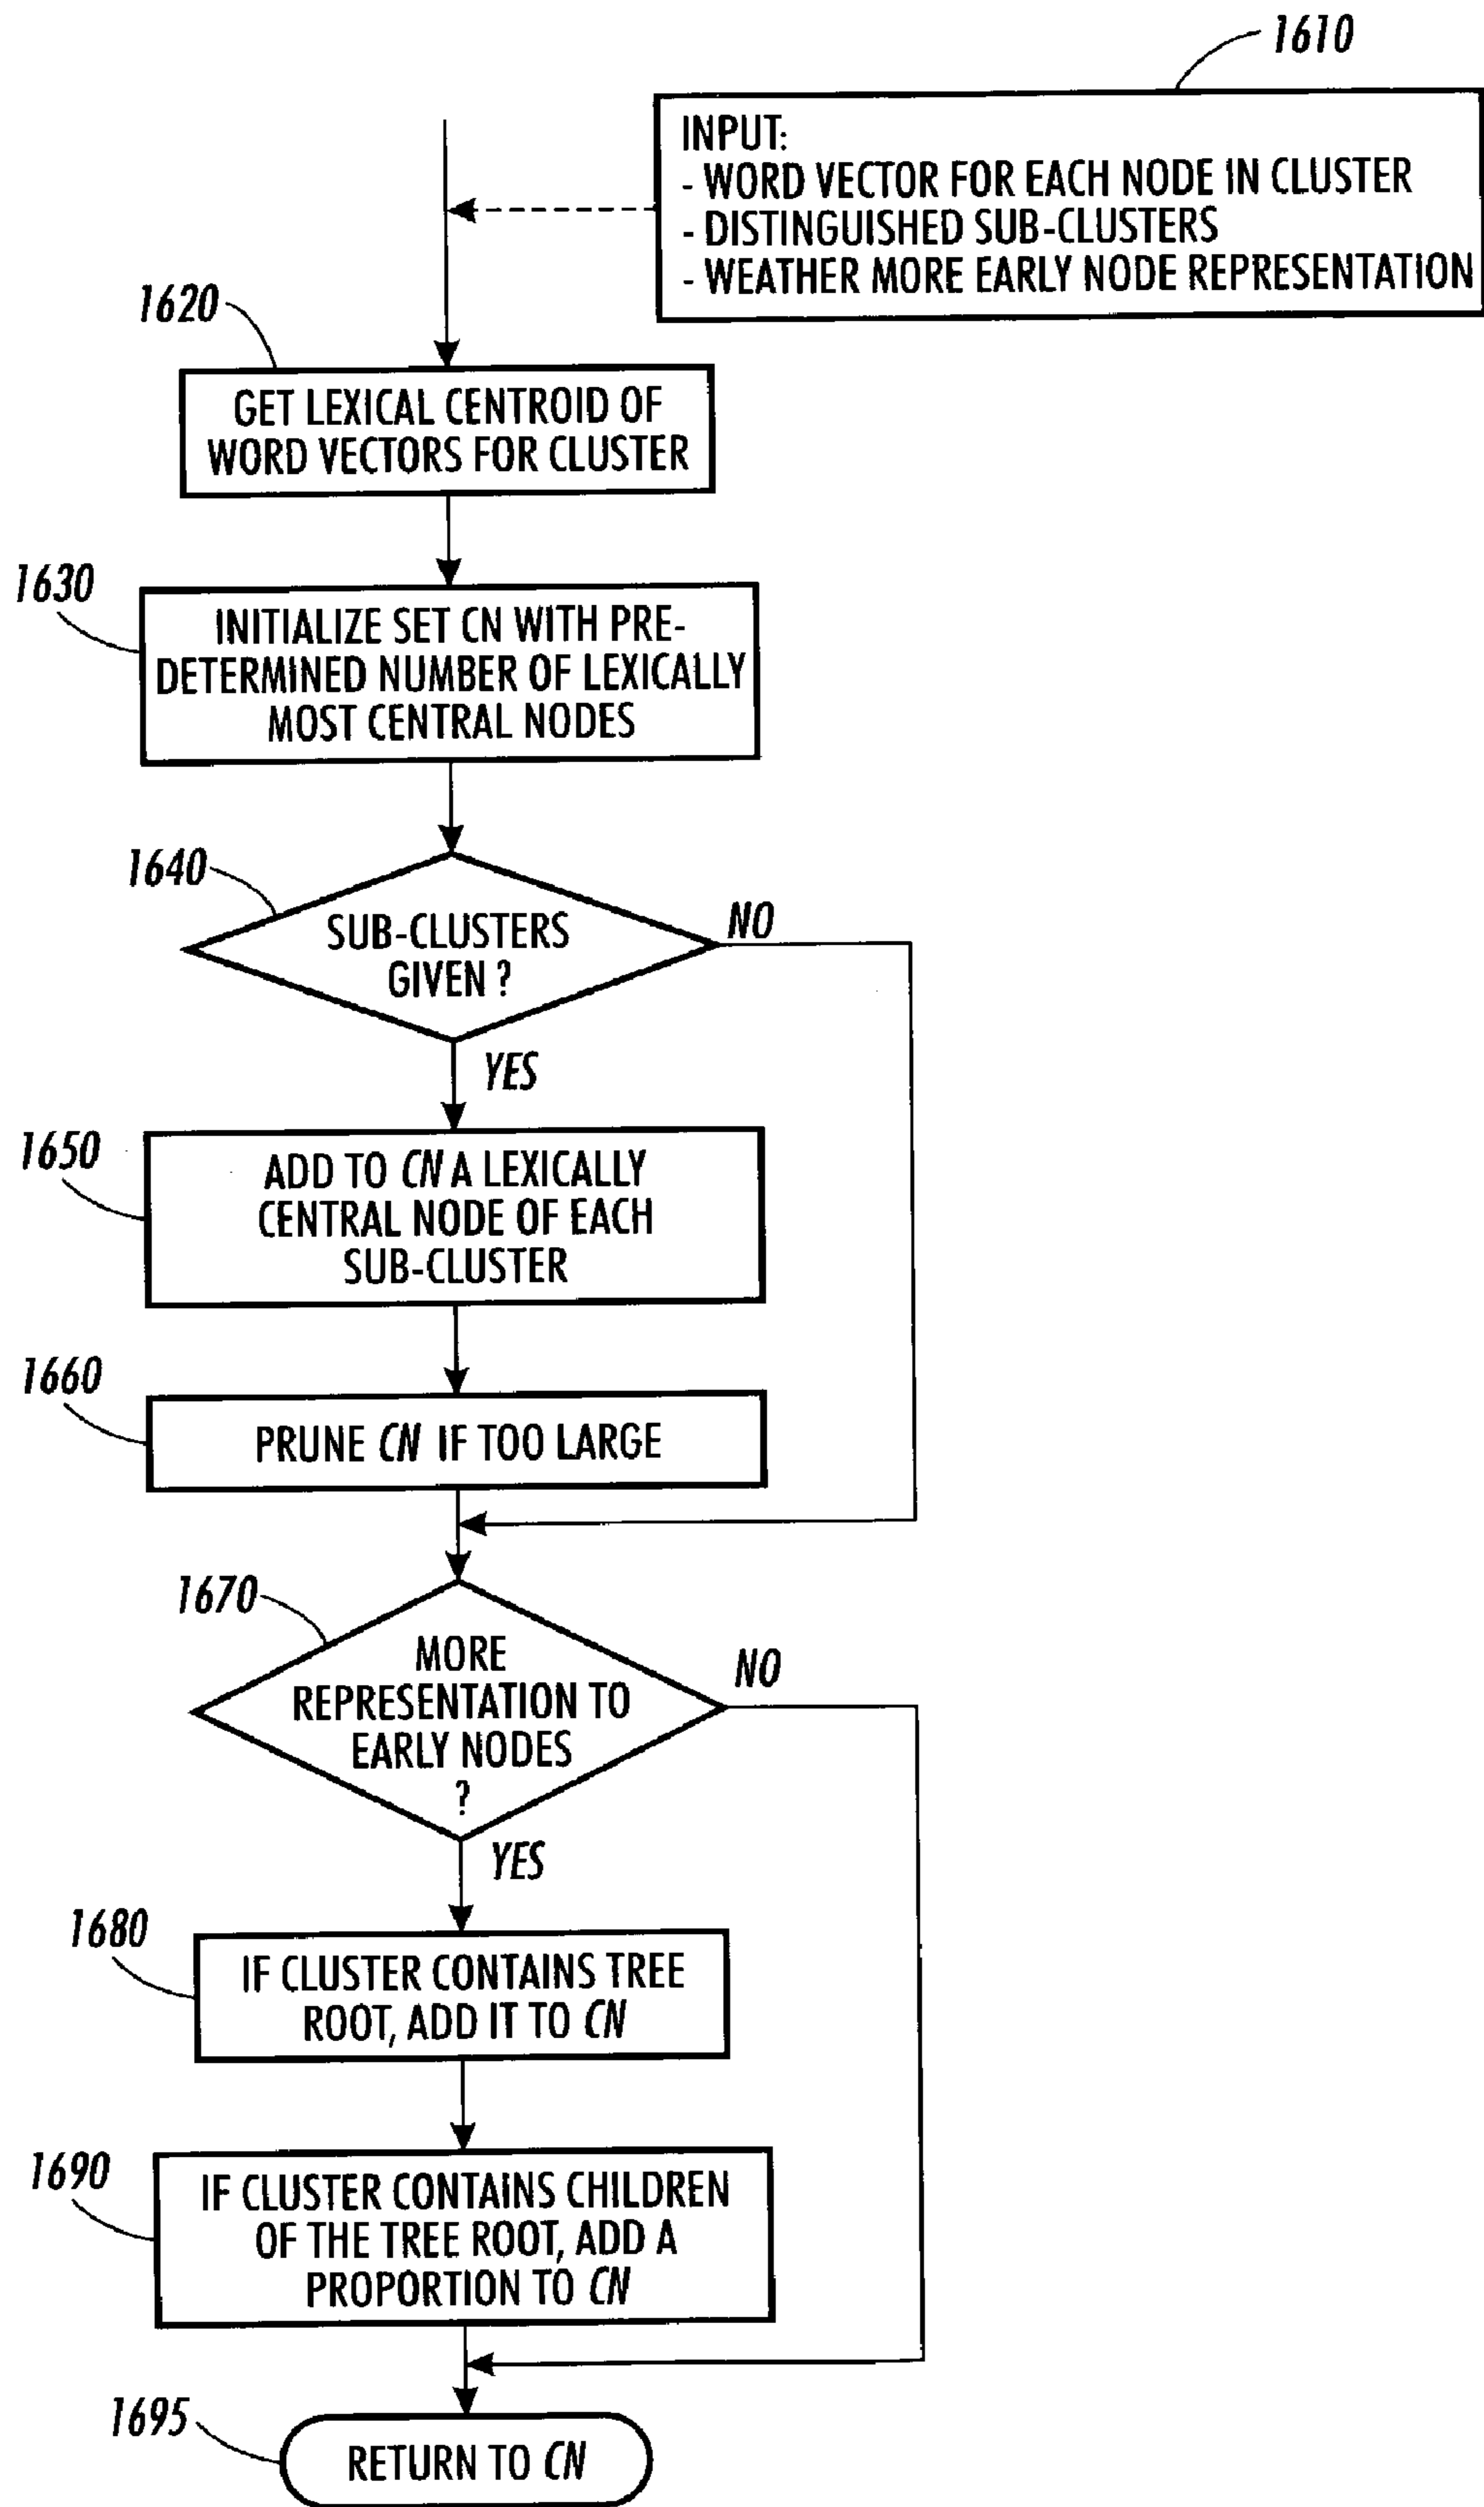 1610
INPUT:
- WORD VECTOR FOR EACH NODE IN CLUSTER
- DISTINGUISHED SUB-CLUSTERS
- WEATHER MORE EARLY NODE REPRESENTATION
1620
GET LEXICAL CENTROID OF
WORD VECTORS FOR CLUSTER
1630
INITIALIZE SET CN WITH PRE-
DETERMINED NUMBER OF LEXICALLY
MOST CENTRAL NODES
1640
SUB-CLUSTERS
GIVEN ?
NO
YES
1650
ADD TO CN A LEXICALLY
CENTRAL NODE OF EACH
SUB-CLUSTER
1660
PRUNE CN IF TOO LARGE
1670
MORE
REPRESENTATION TO
EARLY NODES
?
NO
YES
1680
IF CLUSTER CONTAINS TREE
ROOT, ADD IT TO CN
1690
IF CLUSTER CONTAINS CHILDREN
OF THE TREE ROOT, ADD A
PROPORTION TO CN
1695
RETURN TO CN